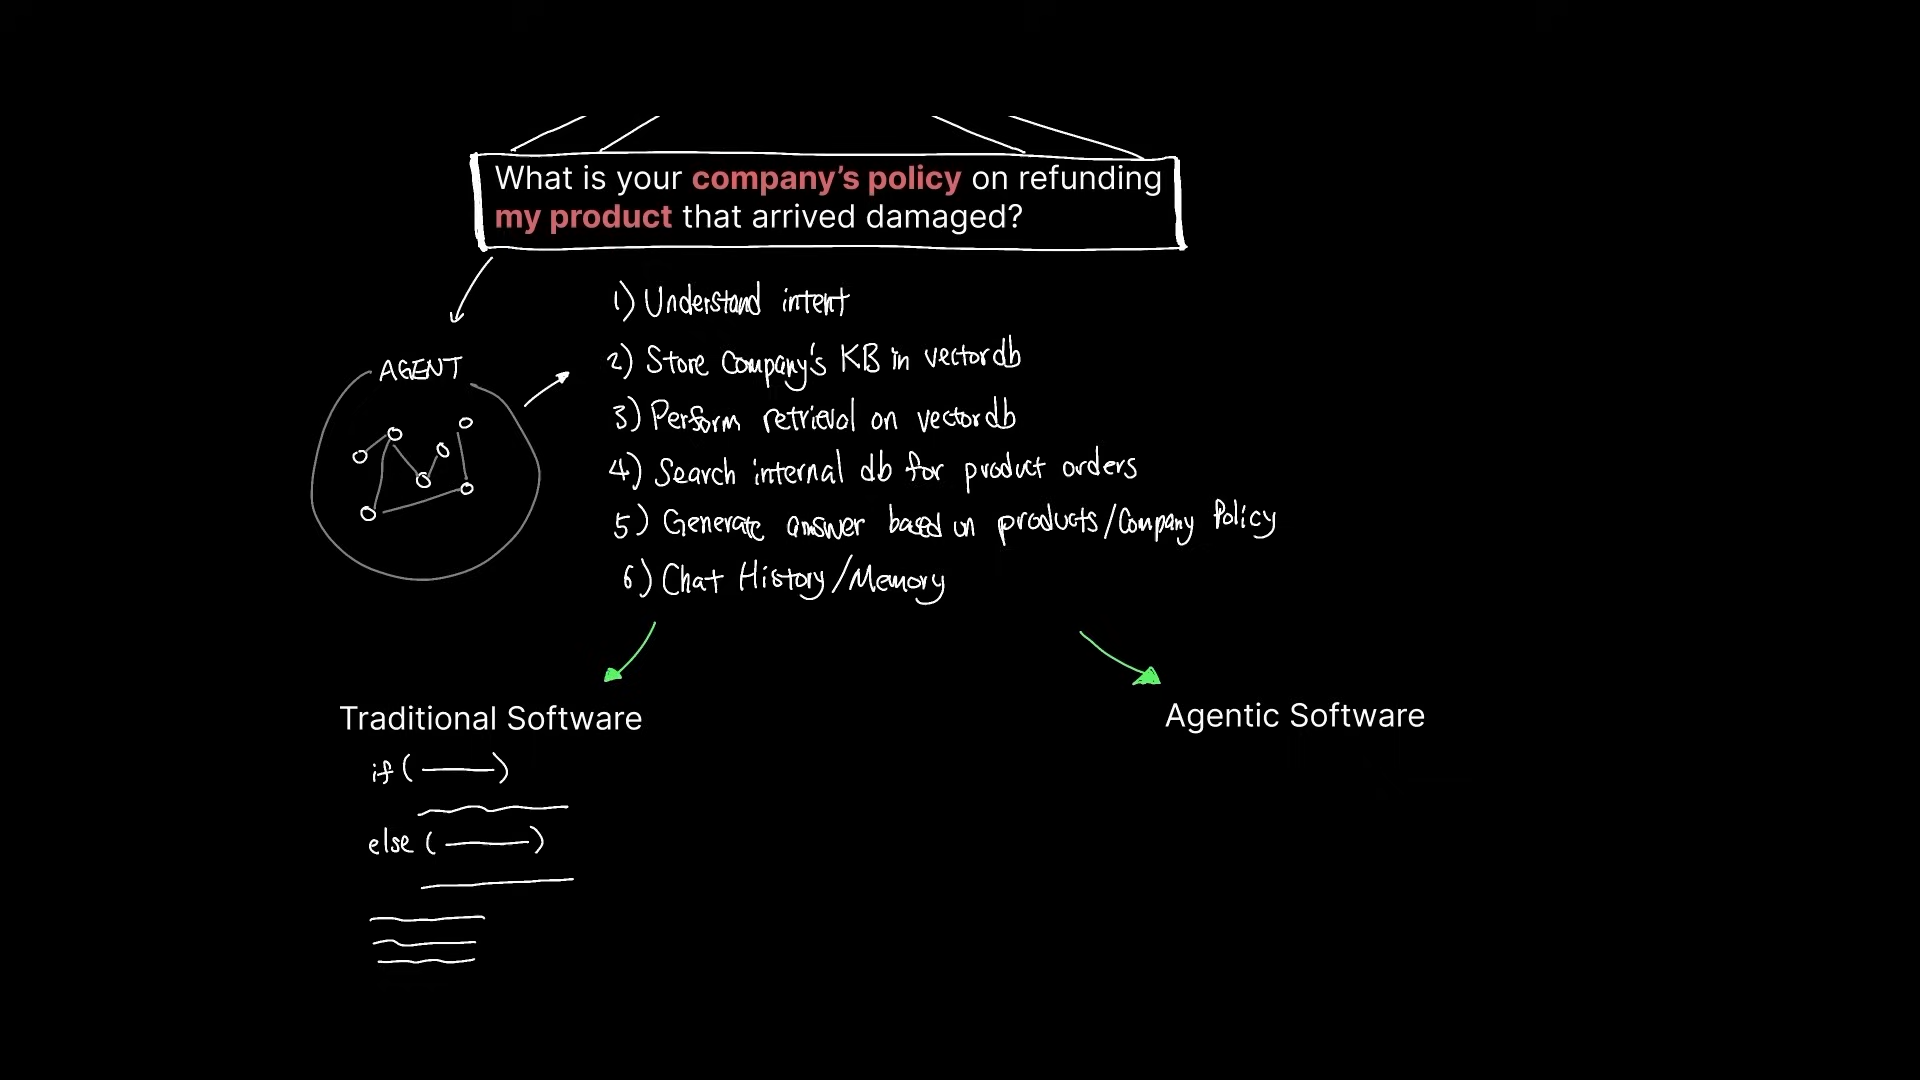 What is your company’s policy on refunding
my product that arrived damaged?
1) Understand intent
2) Store Company's KB in vectordb
AGENT
3) Perform retrieval on vectordb
4) Search internal db for product orders
5) Generate answer based on products/Company Policy
6) Chat History/Memory
Traditional Software
Agentic Software
if ( )
else ( )